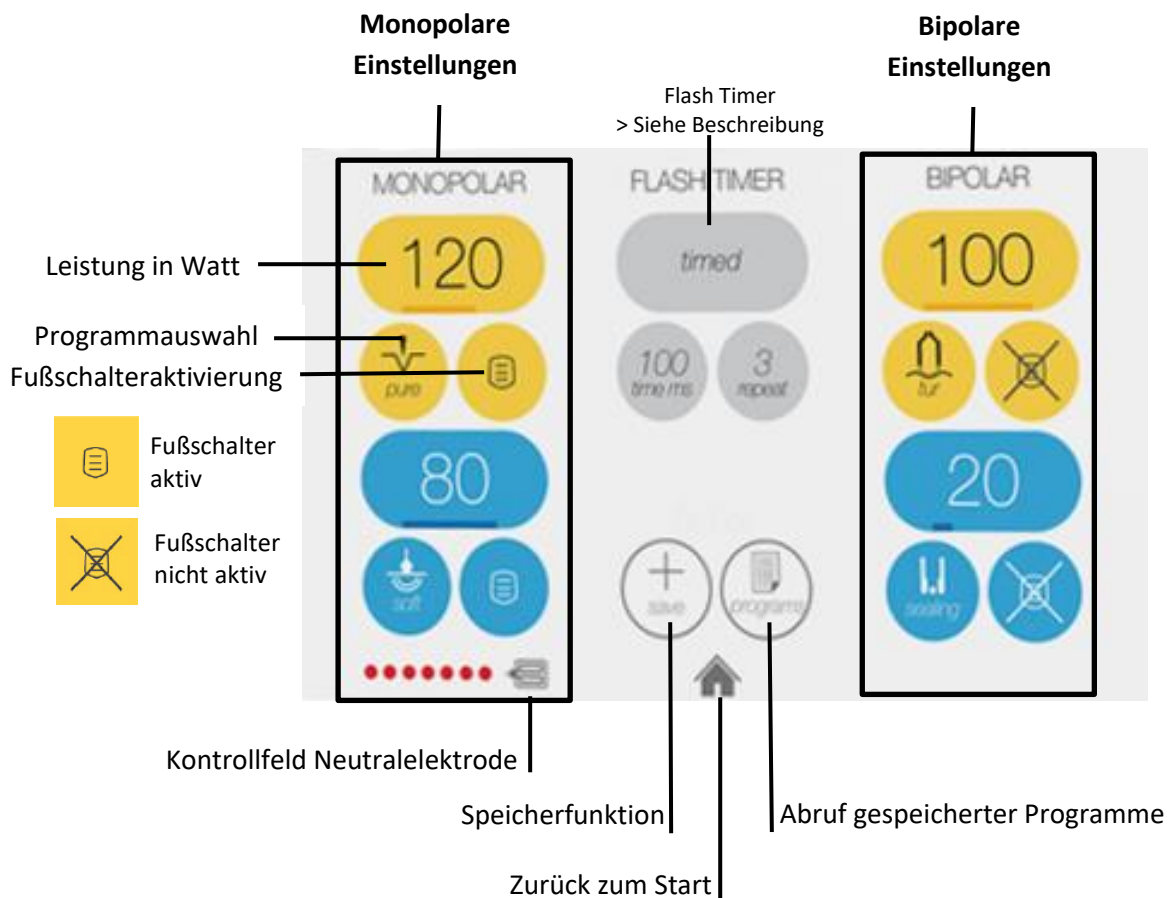 Monopolare
Einstellungen
Bipolare
Einstellungen
Flash Timer
> Siehe Beschreibung
MONOPOLAR
FLASH TIMER
BIPOLAR
Leistung in Watt
120
timed
100
Programmauswahl
Fußschalteraktivierung
pure
100
time ms
3
repeat
tur
Fußschalter
aktiv
80
20
Fußschalter
nicht aktiv
soft
save
programs
sealing
Kontrollfeld Neutralelektrode
Speicherfunktion
Abruf gespeicherter Programme
Zurück zum Start